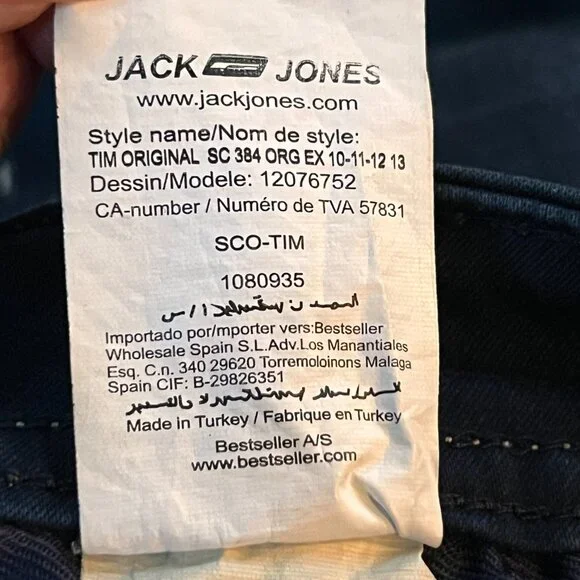 JACK JONES
www.jackjones.com
Style name/Nom de style:
TIM ORIGINAL SC 384 ORG EX 10-11-12 13
Dessin/Modele: 12076752
CA-number / Numéro de TVA 57831
SCO-TIM
1080935
Importado por/mporter vers:Bestseller
Wholesale Spain S.L.Adv.Los Manantiales
Esq. C.n. 340 29620 Torremoloinons Malaga
Spain CIF: B-29826351
Made in Turkey / Fabrique en Turkey
Bestseller A/S
www.bestseller.com